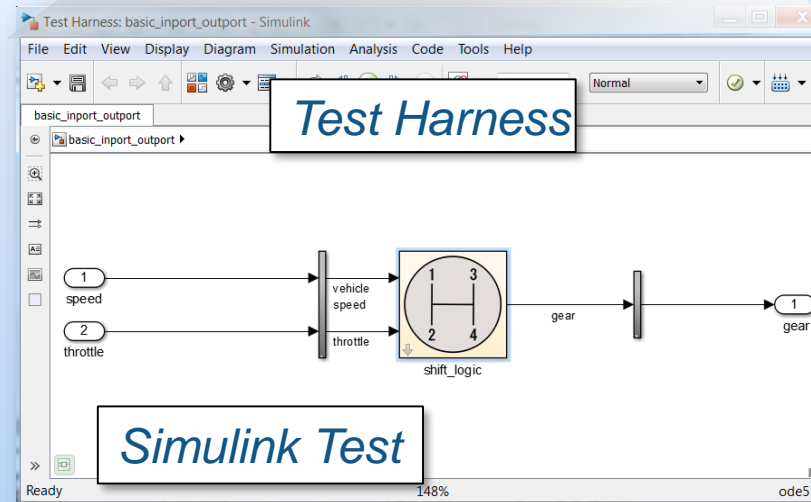 Test Harness: basic_inport_outport - Simulink
File Edit View Display Diagram Simulation Analysis Code Tools Help
Normal
Test Harness
basic_inport_outport
basic_inport_outport
1
speed
vehicle
speed
1 3
2 4
gear
1
gear
2
throttle
throttle
shift_logic
Simulink Test
Ready 148% ode5